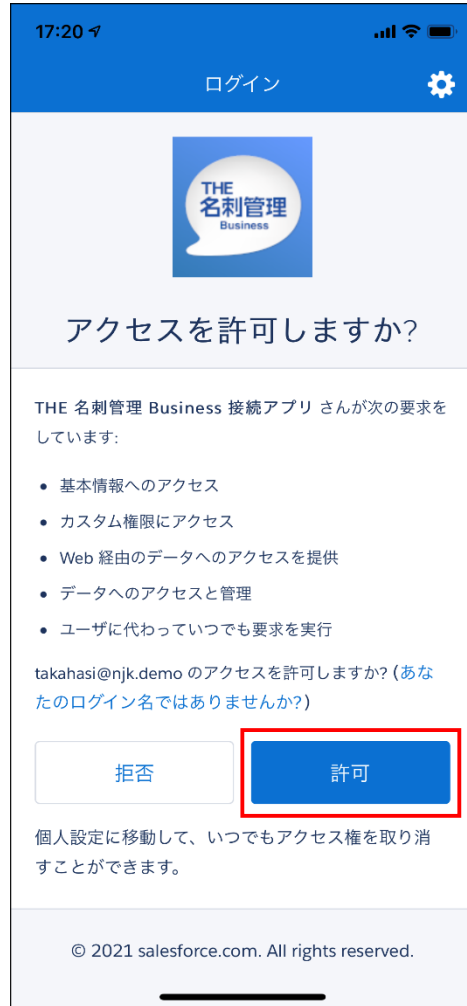 17:20
ログイン
THE
名刺管理
Business
アクセスを許可しますか?
THE 名刺管理 Business 接続アプリ さんが次の要求を
しています:
• 基本情報へのアクセス
• カスタム権限にアクセス
• Web 経由のデータへのアクセスを提供
• データへのアクセスと管理
• ユーザに代わっていつでも要求を実行
takahasi@njk.demo のアクセスを許可しますか? (あな
たのログイン名ではありませんか?)
拒否
許可
個人設定に移動して、いつでもアクセス権を取り消
すことができます。
© 2021 salesforce.com. All rights reserved.